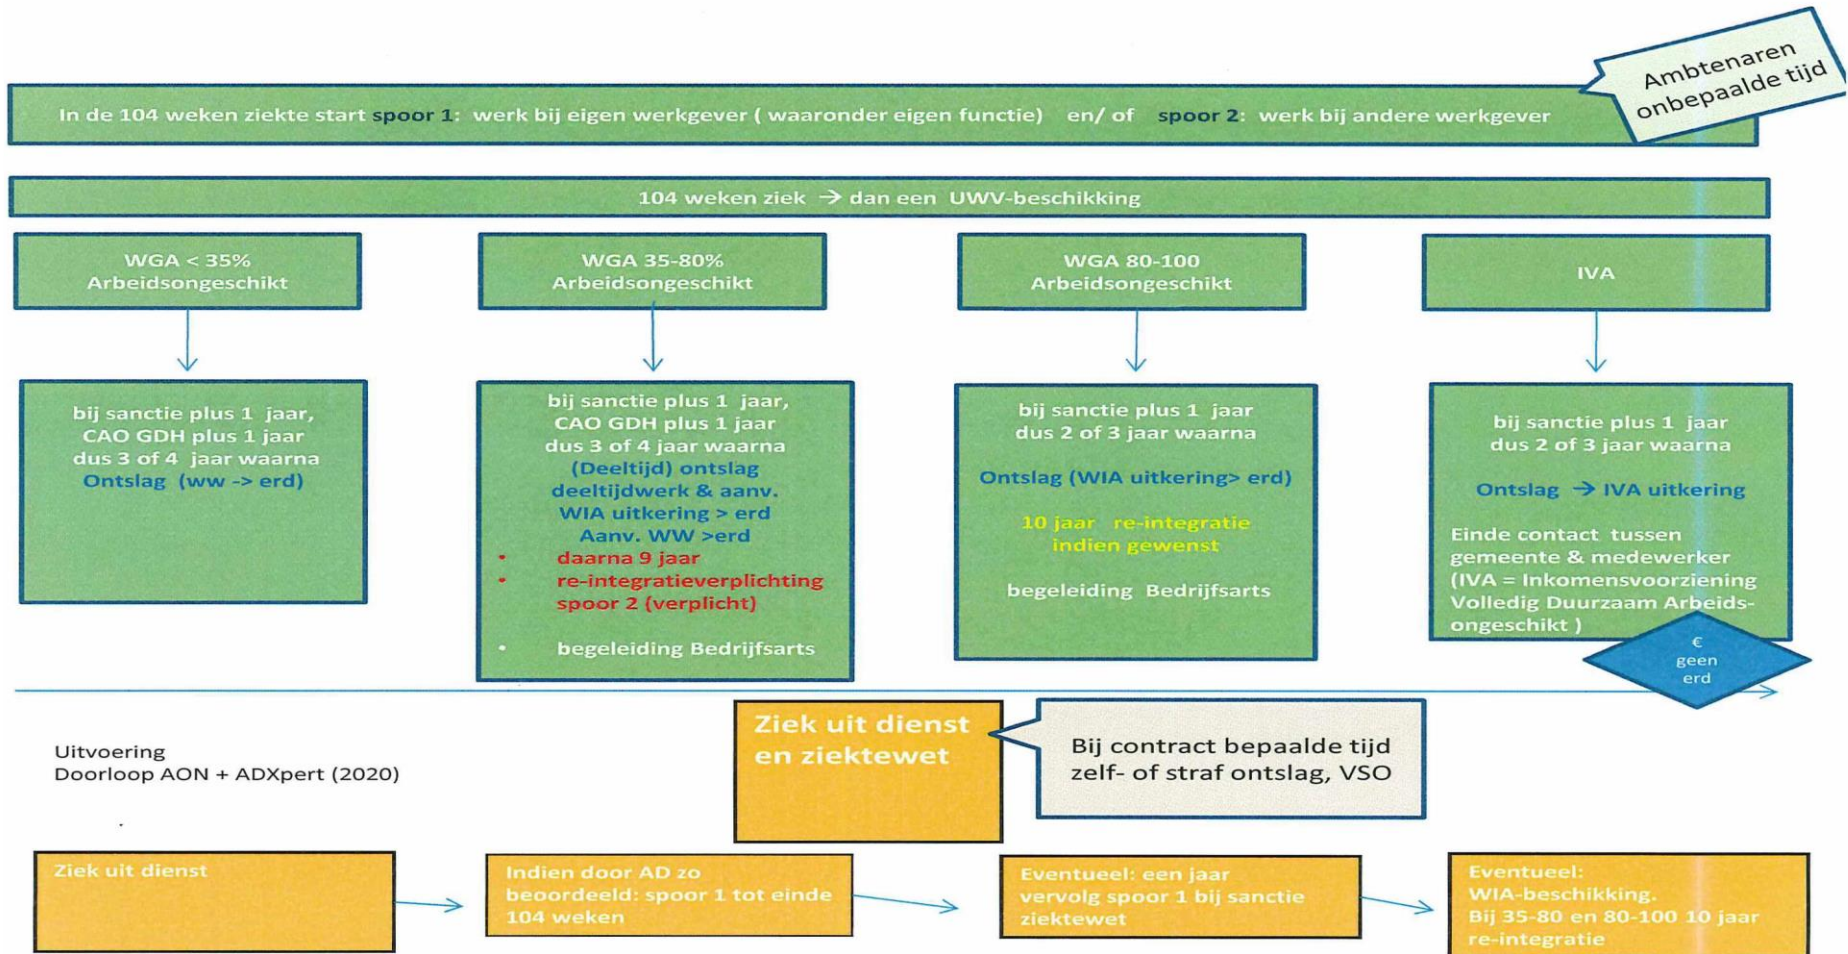 Ambtenaren
onbepaalde tijd
In de 104 weken ziekte start spoor 1: werk bij eigen werkgever ( waaronder eigen functie) en/ of spoor 2: werk bij andere werkgever
104 weken ziek → dan een UWV-beschikking
WGA < 35%
Arbeidsongeschikt
WGA 35-80%
Arbeidsongeschikt
WGA 80-100
Arbeidsongeschikt
IVA
bij sanctie plus 1 jaar,
CAO GDH plus 1 jaar
dus 3 of 4 jaar waarna
Ontslag (ww -> erd)
bij sanctie plus 1 jaar,
CAO GDH plus 1 jaar
dus 3 of 4 jaar waarna
(Deeltijd) ontslag
deeltijdwerk & aanv.
WIA uitkering > erd
Aanv. WW >erd
• daarna 9 jaar
• re-integratieverplichting
spoor 2 (verplicht)
• begeleiding Bedrijfsarts
bij sanctie plus 1 jaar
dus 2 of 3 jaar waarna
Ontslag (WIA uitkering> erd)
10 jaar re-integratie
indien gewenst
begeleiding Bedrijfsarts
bij sanctie plus 1 jaar
dus 2 of 3 jaar waarna
Ontslag → IVA uitkering
Einde contact tussen
gemeente & medewerker
(IVA = Inkomensvoorziening
Volledig Duurzaam Arbeids-
ongeschikt )
€
geen
erd
Uitvoering
Doorloop AON + ADXpert (2020)
Ziek uit dienst
en ziektewet
Bij contract bepaalde tijd
zelf- of straf ontslag, VSO
Ziek uit dienst
Indien door AD zo
beoordeeld: spoor 1 tot einde
104 weken
Eventueel: een jaar
vervolg spoor 1 bij sanctie
ziektewet
Eventueel:
WIA-beschikking.
Bij 35-80 en 80-100 10 jaar
re-integratie